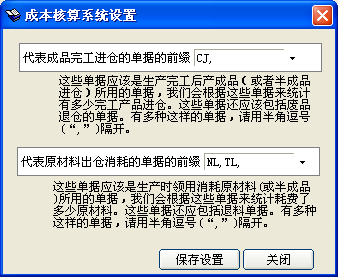 成本核算系统设置
代表成品完工进仓的单据的前缀 CJ,
这些单据应该是生产完工后产成品(或者半成品
进仓)所用的单据,我们会根据这些单据来统计
有多少完工产品进仓。这些单据还应该包括废品
退仓的单据。有多种这样的单据,请用半角逗号
(“,”)隔开。
代表原材料出仓消耗的单据的前缀 NL,TL,
这些单据应该是生产时领用消耗原材料(或半成品
)所用的单据,我们会根据这些单据来统计耗费了
多少原材料。这些单据还应包括退料单据。有多种
这样的单据,请用半角逗号(“,”)隔开。
保存设置 关闭